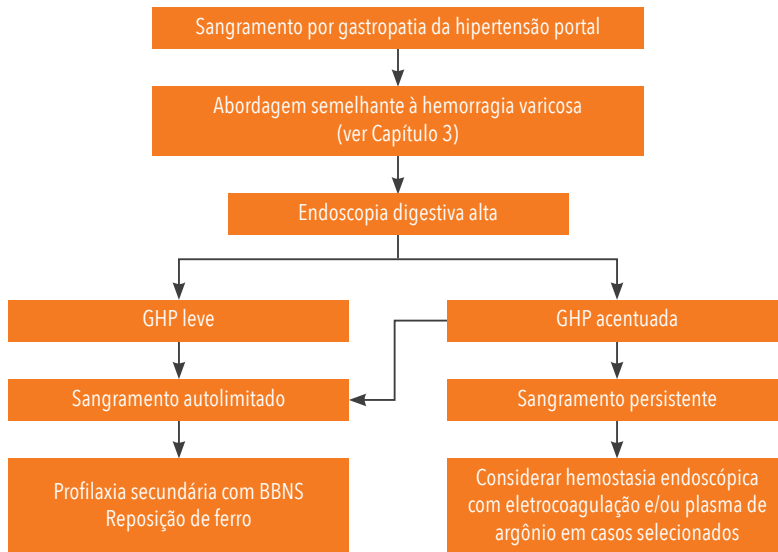 Sangramento por gastropatia da hipertensão portal
Abordagem semelhante à hemorragia varicosa
(ver Capítulo 3)
Endoscopia digestiva alta
GHP leve
GHP acentuada
Sangramento autolimitado
Sangramento persistente
Profilaxia secundária com BBNS
Reposição de ferro
Considerar hemostasia endoscópica
com eletrocoagulação e/ou plasma de
argônio em casos selecionados